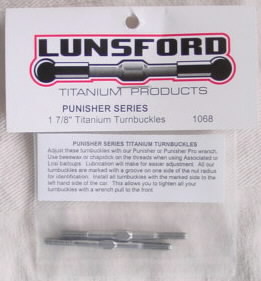 LUNSFORD
TITANIUM PRODUCTS
PUNISHER SERIES
1 7/8" Titanium Turnbuckles 1068
PUNISHER SERIES TITANIUM TURNBUCKLES
Adjust these turnbuckles with our Punisher or Punisher Pro wrench.
Use beeswax or chapstick on the threads when using Associated or
Losi ballcups. Lubrication will make for easier adjustment. All our
turnbuckles are marked with a groove on one side of the nut radius
for identification. Install all turnbuckles with the marked side to the
left hand side of the car. This allows you to tighten all your
turnbuckles with a wrench pull to the front